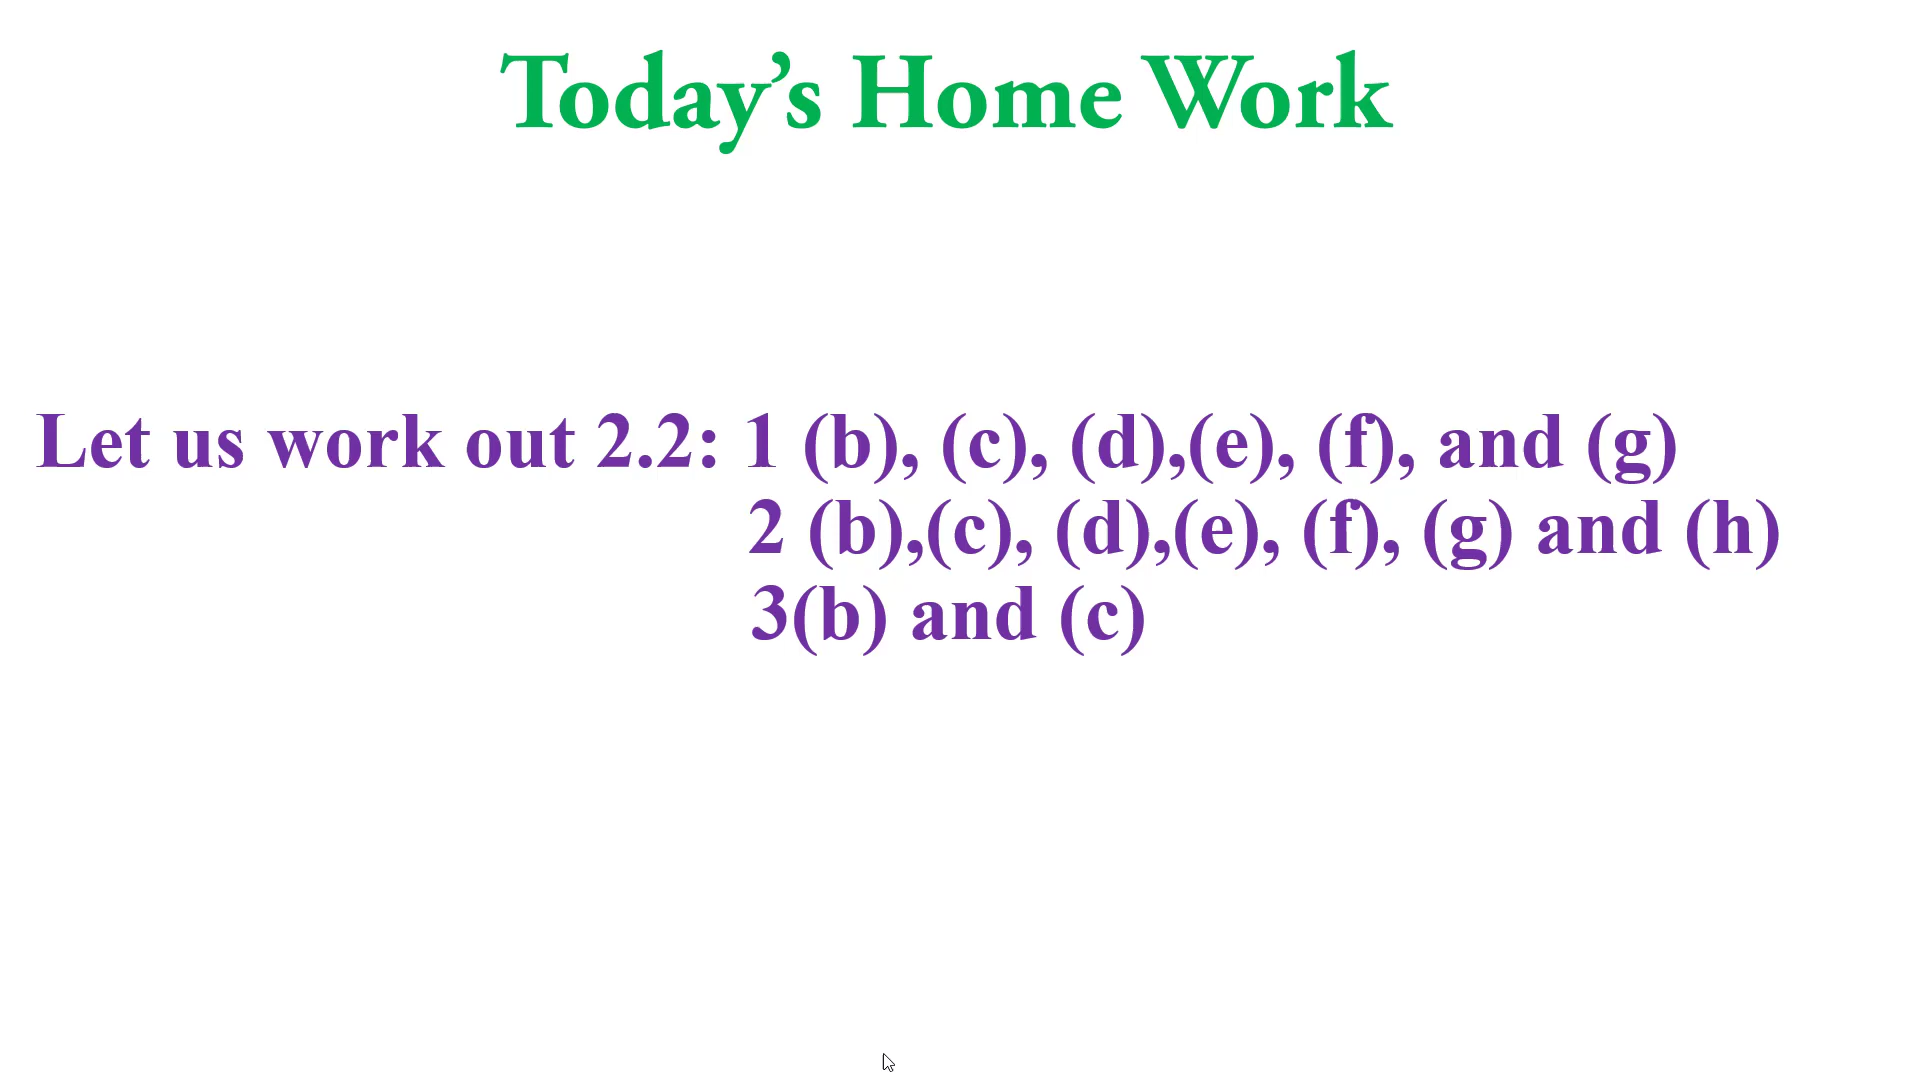 Today’s Home Work
Let us work out 2.2: 1 (b), (c), (d),(e), (f), and (g)
2 (b),(c), (d),(e), (f), (g) and (h)
3(b) and (c)